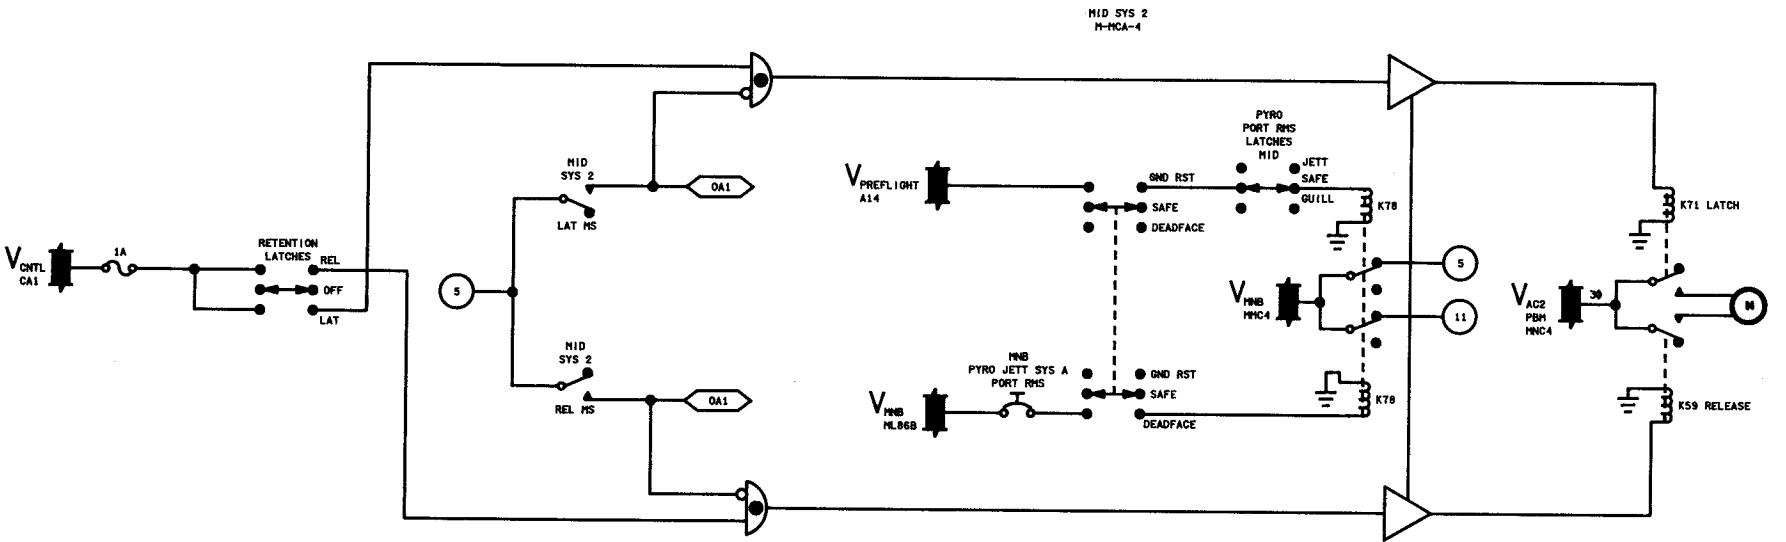 MID SYS 2
M-MCA-4
V CNTL
CA1
1A
RETENTION
LATCHES
REL
OFF
LAT
5
MID
SYS 2
LAT MS
OA1
MID
SYS 2
REL MS
OA1
V PREFLIGHT
A14
GND RST
SAFE
DEADFACE
PYRO
PORT RMS
LATCHES
MID
JETT
SAFE
GUILL
K78
V MNB
MMC4
5
11
V MNB
ML86B
MNB
PYRO JETT SYS A
PORT RMS
GND RST
SAFE
DEADFACE
K78
K71 LATCH
V AC2
PBM
MNC4
3Φ
K59 RELEASE